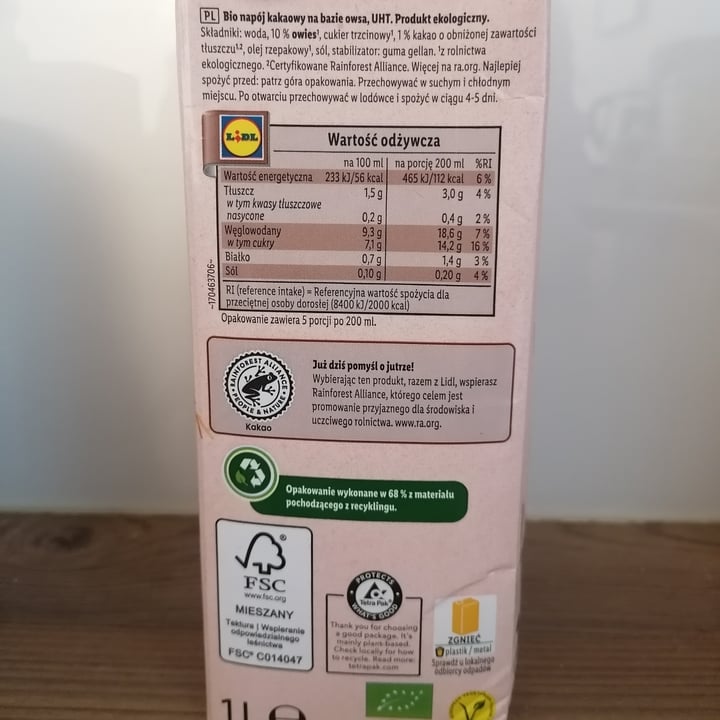 PL Bio napój kakaowy na bazie owsa, UHT. Produkt ekologiczny.
Składniki: woda, 10 % owies¹, cukier trzcinowy¹, 1 % kakao o obniżonej zawartości
tłuszczu¹·², olej rzepakowy¹, sól, stabilizator: guma gellan. ¹z rolnictwa
ekologicznego. ²Certyfikowane Rainforest Alliance. Więcej na ra.org. Najlepiej
spożyć przed: patrz góra opakowania. Przechowywać w suchym i chłodnym
miejscu. Po otwarciu przechowywać w lodówce i spożyć w ciągu 4-5 dni.
LIDL
Wartość odżywcza
na 100 ml na porcję 200 ml %RI
Wartość energetyczna 233 kJ/56 kcal 465 kJ/112 kcal 6 %
Tłuszcz 1,5 g 3,0 g 4 %
w tym kwasy tłuszczowe
nasycone 0,2 g 0,4 g 2 %
Węglowodany 9,3 g 18,6 g 7 %
w tym cukry 7,1 g 14,2 g 16 %
Białko 0,7 g 1,4 g 3 %
Sól 0,10 g 0,20 g 4 %
RI (reference intake) = Referencyjna wartość spożycia dla
przeciętnej osoby dorosłej (8400 kJ/2000 kcal)
Opakowanie zawiera 5 porcji po 200 ml.
~170463706~
RAINFOREST ALLIANCE
PEOPLE & NATURE
Kakao
Już dziś pomyśl o jutrze!
Wybierając ten produkt, razem z Lidl, wspierasz
Rainforest Alliance, którego celem jest
promowanie przyjaznego dla środowiska i
uczciwego rolnictwa. www.ra.org.
Opakowanie wykonane w 68 % z materiału
pochodzącego z recyklingu.
®
FSC
www.fsc.org
MIESZANY
Tektura | Wspieranie
odpowiedzialnego
leśnictwa
FSC® C014047
PROTECTS
Tetra Pak®
WHAT'S GOOD
Thank you for choosing
a good package. It's
mainly plant-based.
Check locally for how
to recycle. Read more:
tetrapak.com
ZGNIEĆ
plastik / metal
Sprawdź u lokalnego
odbiorcy odpadów
1L e